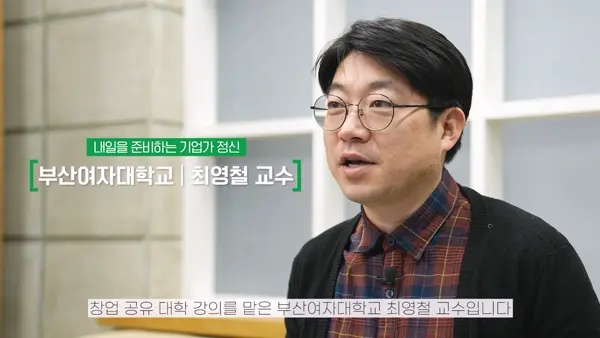 내일을 준비하는 기업가 정신
[부산여자대학교 | 최영철 교수]
창업 공유 대학 강의를 맡은 부산여자대학교 최영철 교수입니다